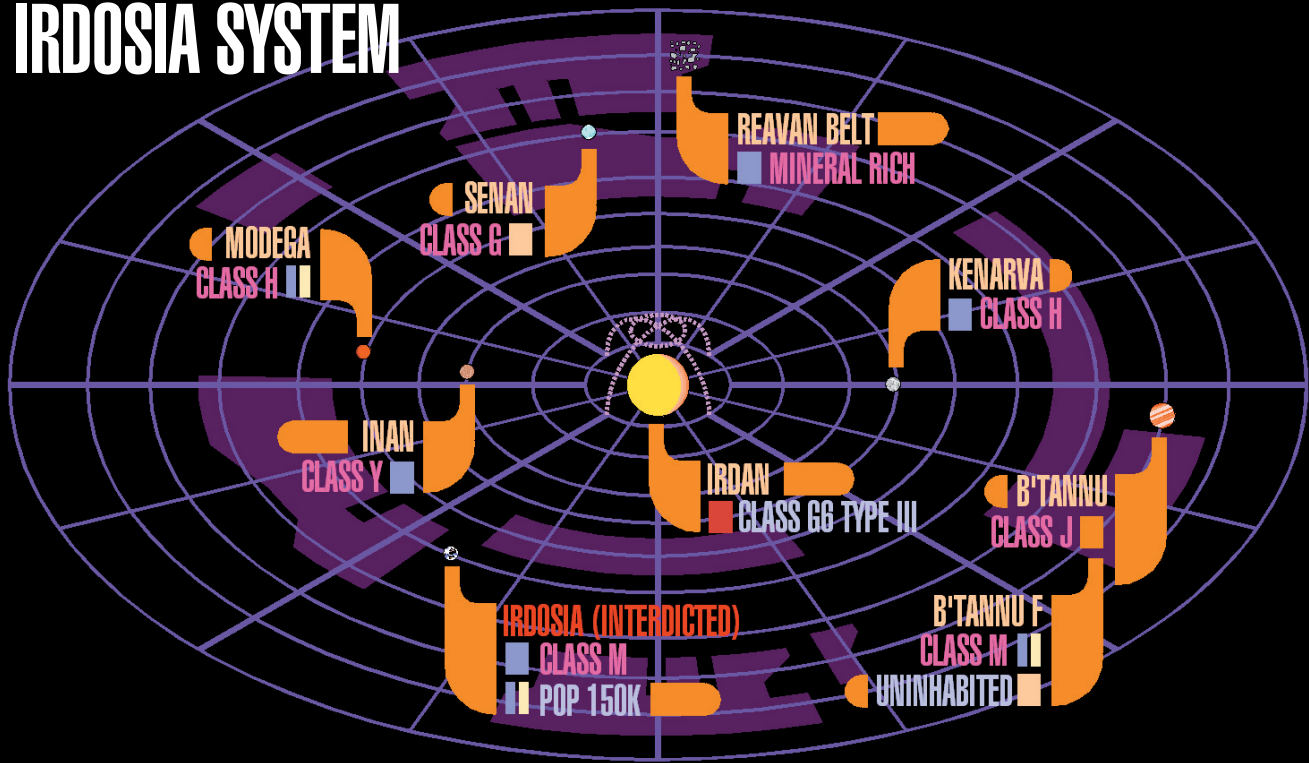 IRDOSIA SYSTEM
REAVAN BELT
MINERAL RICH
SENAN
CLASS G
MODEGA
CLASS H
KENARVA
CLASS H
INAN
CLASS Y
IRDAN
CLASS G6 TYPE III
B'TANNU
CLASS J
IRDOSIA (INTERDICTED)
CLASS M
POP 150K
B'TANNU F
CLASS M
UNINHABITED